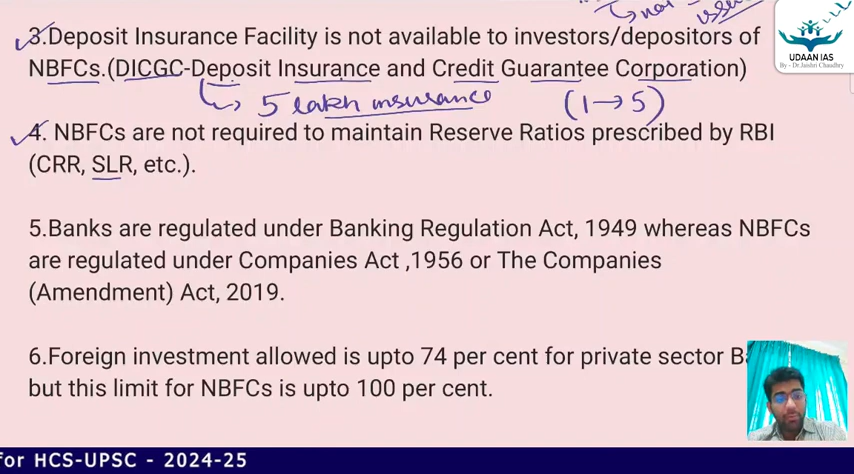 not
issue
3.Deposit Insurance Facility is not available to investors/depositors of
NBFCs.(DICGC-Deposit Insurance and Credit Guarantee Corporation)
5 lakh insurance (1→5)
4. NBFCs are not required to maintain Reserve Ratios prescribed by RBI
(CRR, SLR, etc.).
5.Banks are regulated under Banking Regulation Act, 1949 whereas NBFCs
are regulated under Companies Act ,1956 or The Companies
(Amendment) Act, 2019.
6.Foreign investment allowed is upto 74 per cent for private sector
but this limit for NBFCs is upto 100 per cent.
UDAAN IAS
By - Dr.Jasbri Chaudhry
for HCS-UPSC - 2024-25